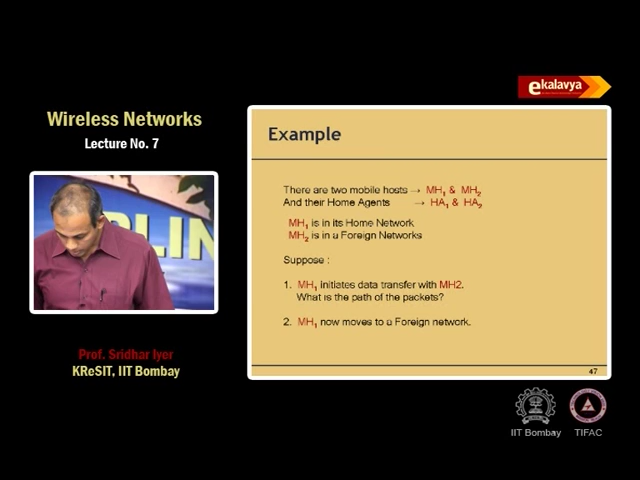 ekalavya
Wireless Networks
Lecture No. 7
Example
There are two mobile hosts → MH1 & MH2
And ther Home Agents → HA1 & HA2
MH1 is in its Home Network
MH2 is in a Foreign Networks
Suppose :
1. MH1 initiates data transfer with MH2.
What is the path of the packets?
2. MH1 now moves to a Foreign network.
47
Prof. Sridhar Iyer
KReSIT, IIT Bombay
IIT Bombay
TIFAC